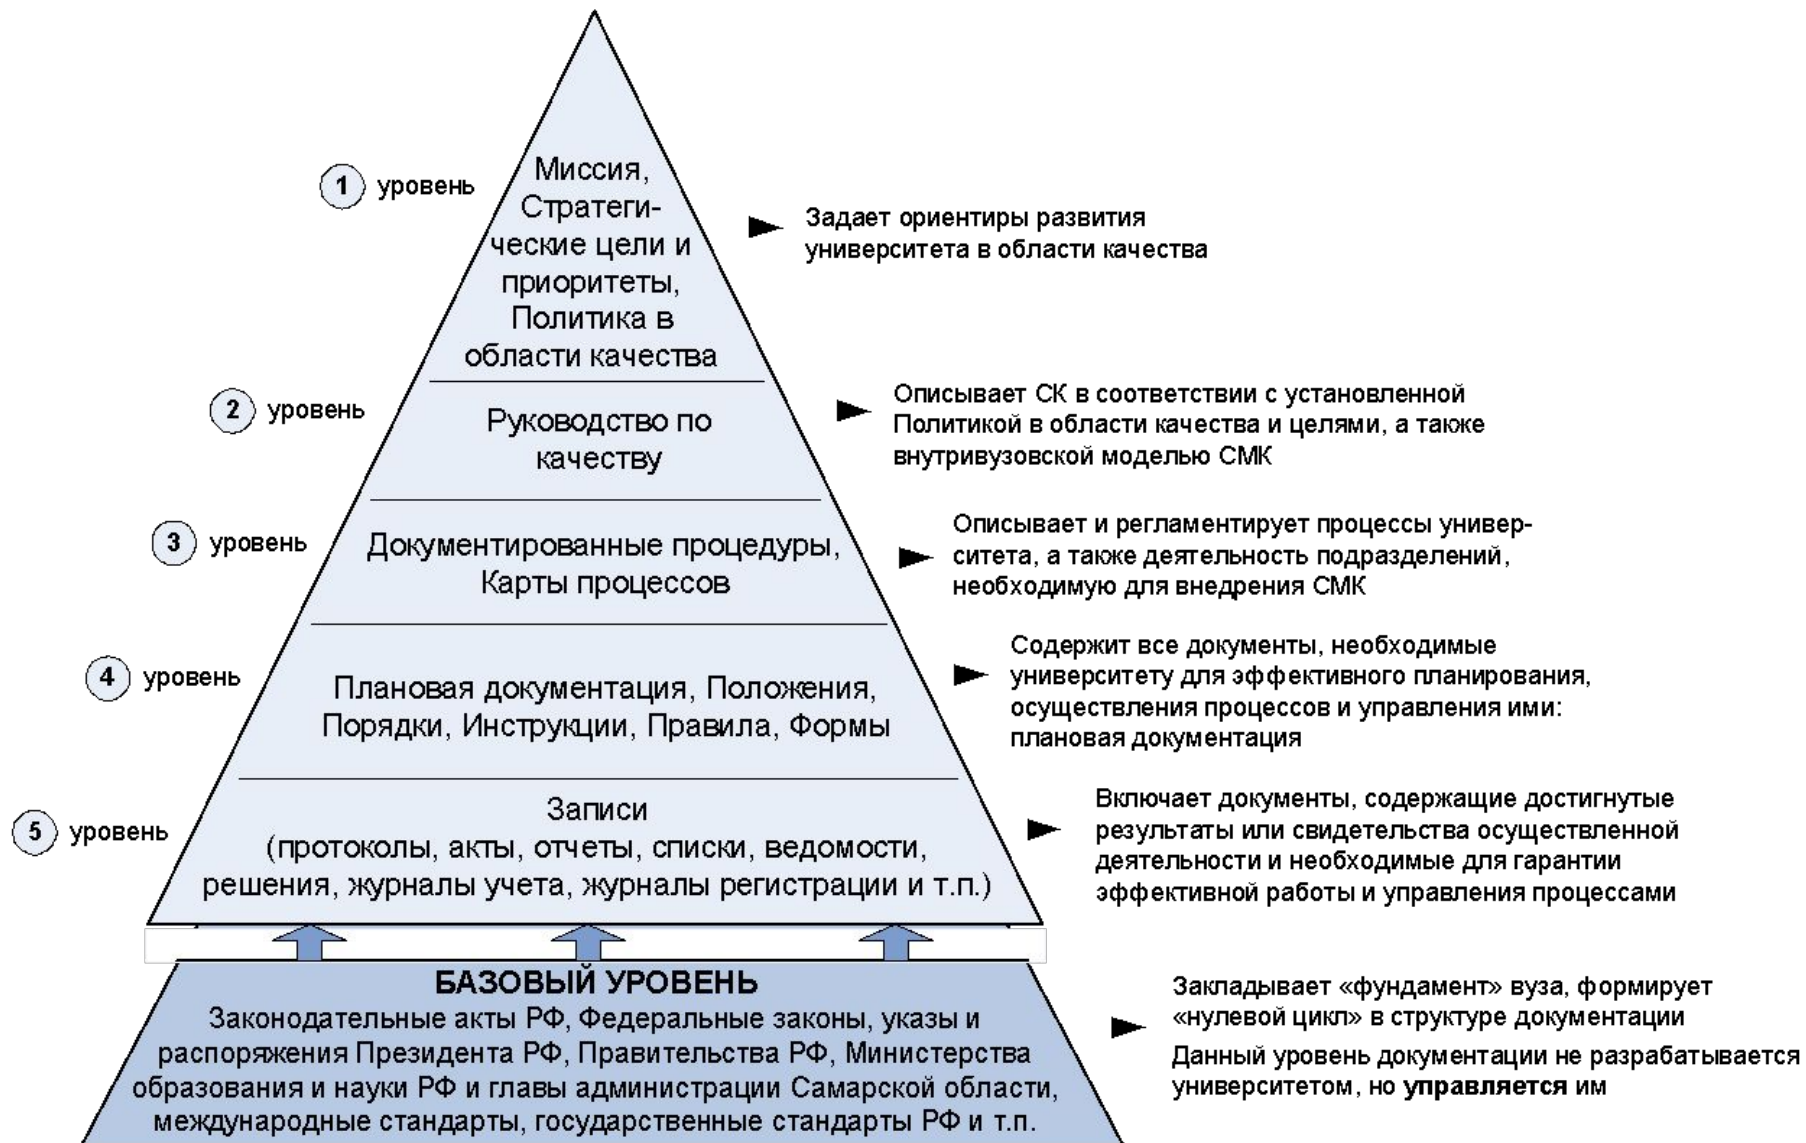 1 уровень
Миссия,
Стратеги-
ческие цели и
приоритеты,
Политика в
области качества
Задает ориентиры развития
университета в области качества
2 уровень
Руководство по
качеству
Описывает СК в соответствии с установленной
Политикой в области качества и целями, а также
внутривузовской моделью СМК
3 уровень
Документированные процедуры,
Карты процессов
Описывает и регламентирует процессы универ-
ситета, а также деятельность подразделений,
необходимую для внедрения СМК
4 уровень
Плановая документация, Положения,
Порядки, Инструкции, Правила, Формы
Содержит все документы, необходимые
университету для эффективного планирования,
осуществления процессов и управления ими:
плановая документация
5 уровень
Записи
(протоколы, акты, отчеты, списки, ведомости,
решения, журналы учета, журналы регистрации и т.п.)
Включает документы, содержащие достигнутые
результаты или свидетельства осуществленной
деятельности и необходимые для гарантии
эффективной работы и управления процессами
БАЗОВЫЙ УРОВЕНЬ
Законодательные акты РФ, Федеральные законы, указы и
распоряжения Президента РФ, Правительства РФ, Министерства
образования и науки РФ и главы администрации Самарской области,
международные стандарты, государственные стандарты РФ и т.п.
Закладывает «фундамент» вуза, формирует
«нулевой цикл» в структуре документации
Данный уровень документации не разрабатывается
университетом, но управляется им